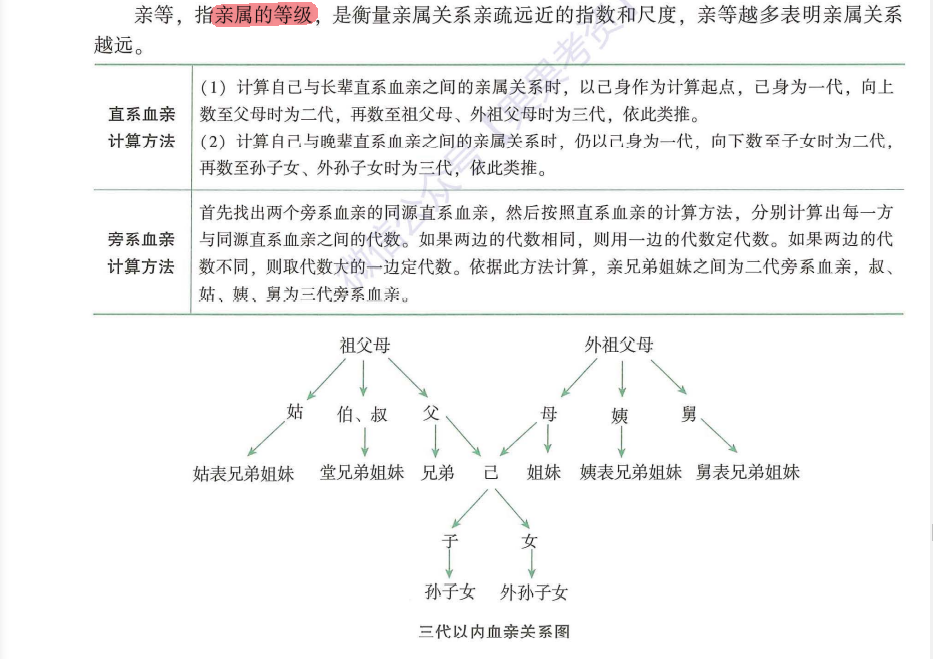 亲等，指亲属的等级，是衡量亲属关系亲疏远近的指数和尺度，亲等越多表明亲属关系
越远。
直系血亲
计算方法
(1) 计算自己与长辈直系血亲之间的亲属关系时，以己身作为计算起点，己身为一代，向上
数至父母时为二代，再数至祖父母、外祖父母时为三代，依此类推。
(2) 计算自己与晚辈直系血亲之间的亲属关系时，仍以己身为一代，向下数至子女时为二代，
再数至孙子女、外孙子女时为三代，依此类推。
旁系血亲
计算方法
首先找出两个旁系血亲的同源直系血亲，然后按照直系血亲的计算方法，分别计算出每一方
与同源直系血亲之间的代数。如果两边的代数相同，则用一边的代数定代数。如果两边的代
数不同，则取代数大的一边定代数。依据此方法计算，亲兄弟姐妹之间为二代旁系血亲，叔、
姑、姨、舅为三代旁系血亲。
祖父母 外祖父母
姑 伯、叔 父 母 姨 舅
姑表兄弟姐妹 堂兄弟姐妹 兄弟 己 姐妹 姨表兄弟姐妹 舅表兄弟姐妹
子 女
孙子女 外孙子女
三代以内血亲关系图
微信公众号